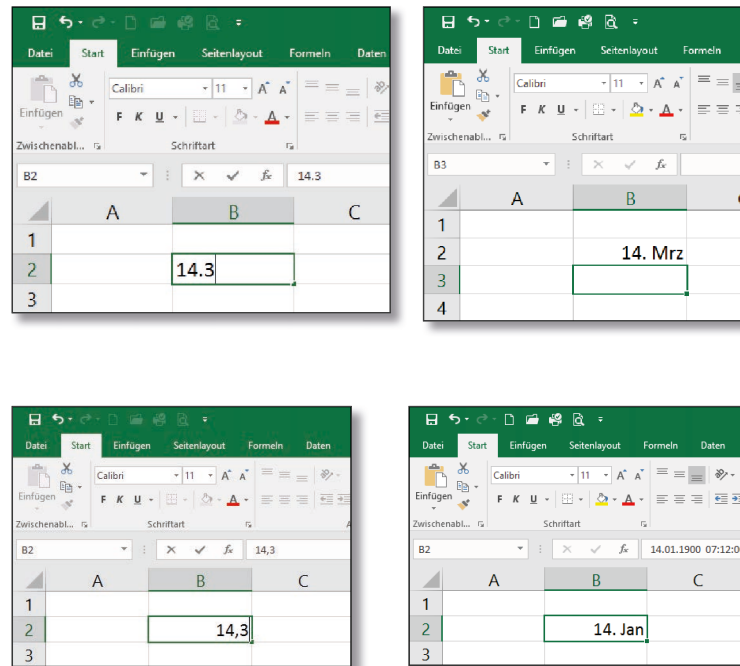 Datei Start Einfügen Seitenlayout Formeln Daten
Calibri 11 A A
Einfügen
F K U A
Zwischenabl... Schriftart
B2 fx 14.3
A B C
1
2 14.3
3
Datei Start Einfügen Seitenlayout Formeln
Calibri 11 A A
Einfügen
F K U A
Zwischenabl... Schriftart
B3 fx
A B
1
2 14. Mrz
3
4
Datei Start Einfügen Seitenlayout Formeln Daten
Calibri 11 A A
Einfügen
F K U A
Zwischenabl... Schriftart
B2 fx 14,3
A B C
1
2 14,3
3
Datei Start Einfügen Seitenlayout Formeln Daten
Calibri 11 A A
Einfügen
F K U A
Zwischenabl... Schriftart
B2 fx 14.01.1900 07:12:0
A B C
1
2 14. Jan
3